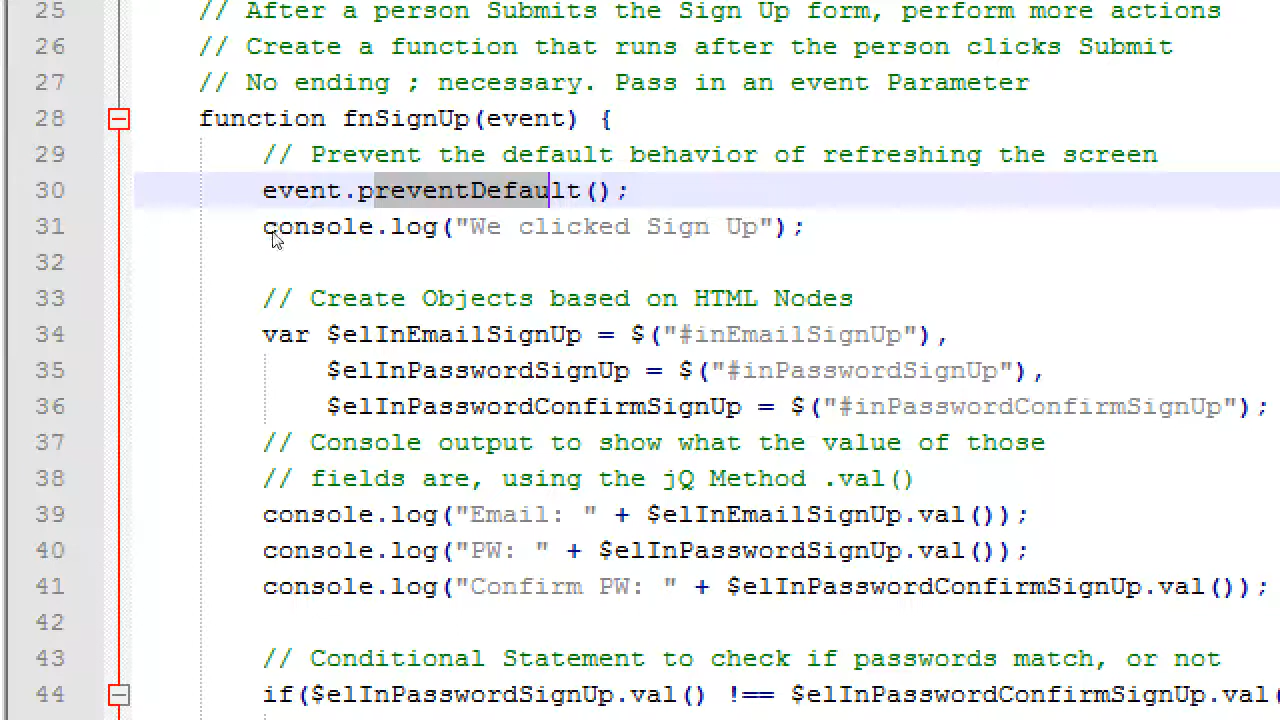 25 // After a person Submits the Sign Up form, perform more actions
26 // Create a function that runs after the person clicks Submit
27 // No ending ; necessary. Pass in an event Parameter
28 function fnSignUp(event) {
29 // Prevent the default behavior of refreshing the screen
30 event.preventDefault();
31 console.log("We clicked Sign Up");
32
33 // Create Objects based on HTML Nodes
34 var $elInEmailSignUp = $("#inEmailSignUp"),
35 $elInPasswordSignUp = $("#inPasswordSignUp"),
36 $elInPasswordConfirmSignUp = $("#inPasswordConfirmSignUp");
37 // Console output to show what the value of those
38 // fields are, using the jQ Method .val()
39 console.log("Email: " + $elInEmailSignUp.val());
40 console.log("PW: " + $elInPasswordSignUp.val());
41 console.log("Confirm PW: " + $elInPasswordConfirmSignUp.val());
42
43 // Conditional Statement to check if passwords match, or not
44 if($elInPasswordSignUp.val() !== $elInPasswordConfirmSignUp.val(